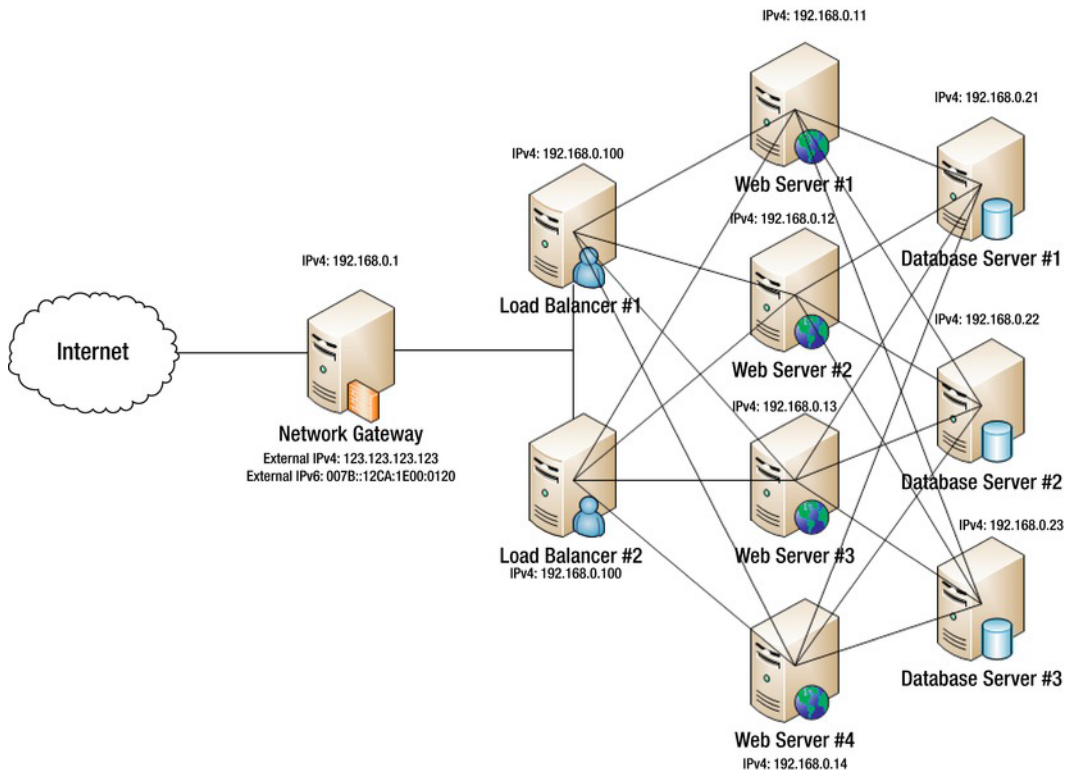 Internet
IPv4: 192.168.0.1
Network Gateway
External IPv4: 123.123.123.123
External IPv6: 007B::12CA:1E00:0120
IPv4: 192.168.0.100
Load Balancer #1
Load Balancer #2
IPv4: 192.168.0.100
IPv4: 192.168.0.11
Web Server #1
IPv4: 192.168.0.12
Web Server #2
IPv4: 192.168.0.13
Web Server #3
Web Server #4
IPv4: 192.168.0.14
IPv4: 192.168.0.21
Database Server #1
IPv4: 192.168.0.22
Database Server #2
IPv4: 192.168.0.23
Database Server #3